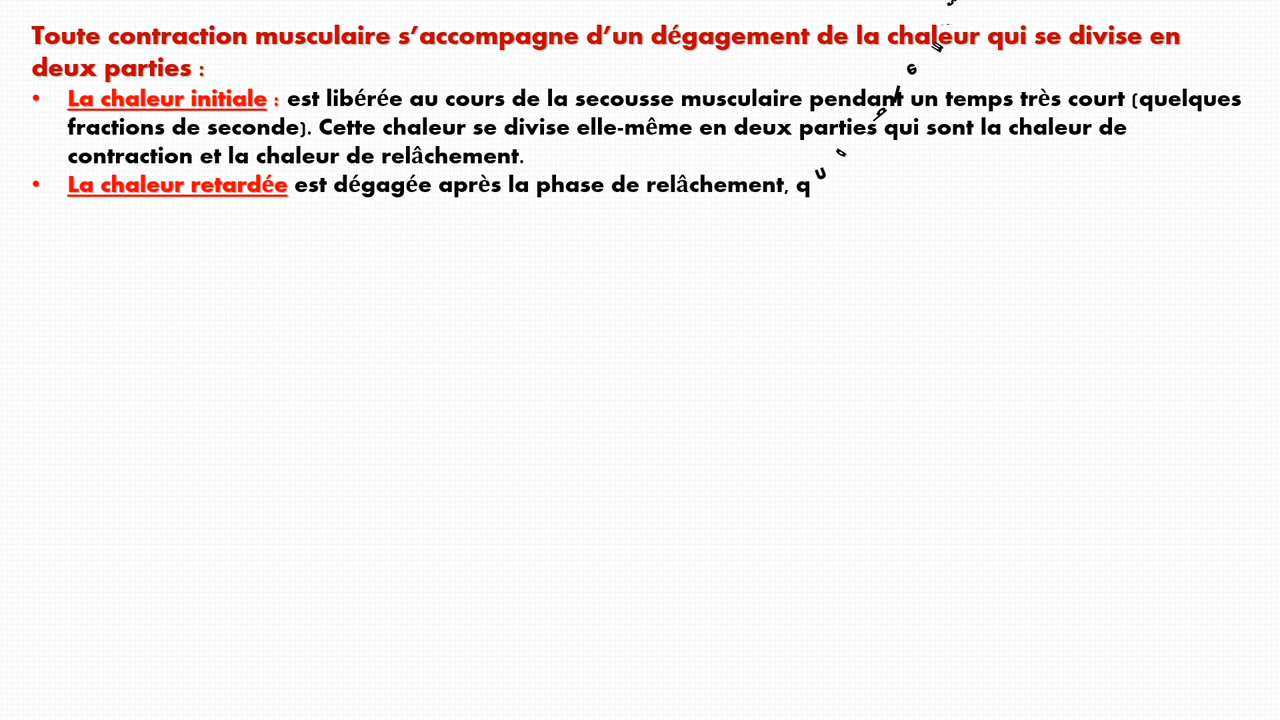 Toute contraction musculaire s’accompagne d’un dégagement de la chaleur qui se divise en
deux parties :
• La chaleur initiale : est libérée au cours de la secousse musculaire pendant un temps très court (quelques
fractions de seconde). Cette chaleur se divise elle-même en deux parties qui sont la chaleur de
contraction et la chaleur de relâchement.
• La chaleur retardée est dégagée après la phase de relâchement, q